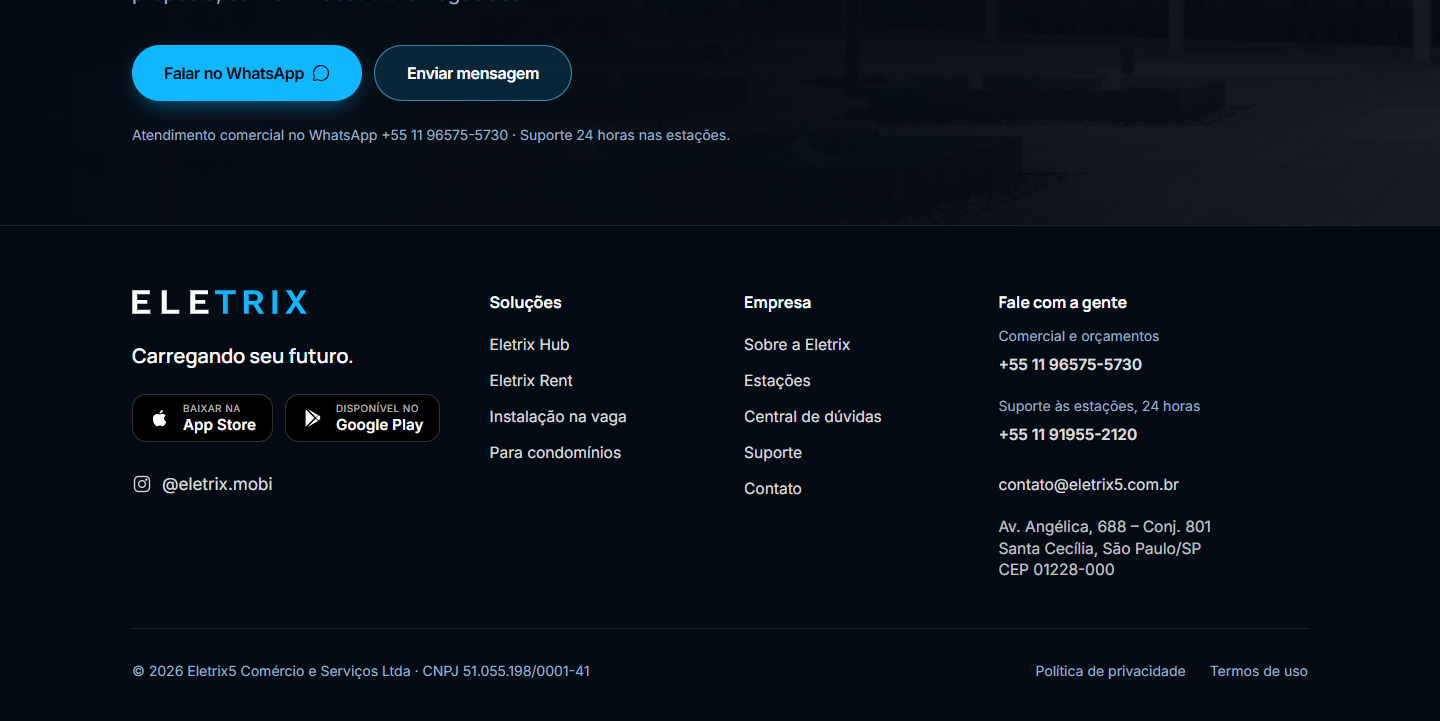 Falar no WhatsApp
Enviar mensagem
Atendimento comercial no WhatsApp +55 11 96575-5730 · Suporte 24 horas nas estações.
ELETRIX
Carregando seu futuro.
BAIXAR NA
App Store
DISPONÍVEL NO
Google Play
@eletrix.mobi
Soluções
Eletrix Hub
Eletrix Rent
Instalação na vaga
Para condomínios
Empresa
Sobre a Eletrix
Estações
Central de dúvidas
Suporte
Contato
Fale com a gente
Comercial e orçamentos
+55 11 96575-5730
Suporte às estações, 24 horas
+55 11 91955-2120
contato@eletrix5.com.br
Av. Angélica, 688 – Conj. 801
Santa Cecília, São Paulo/SP
CEP 01228-000
© 2026 Eletrix5 Comércio e Serviços Ltda · CNPJ 51.055.198/0001-41
Política de privacidade
Termos de uso